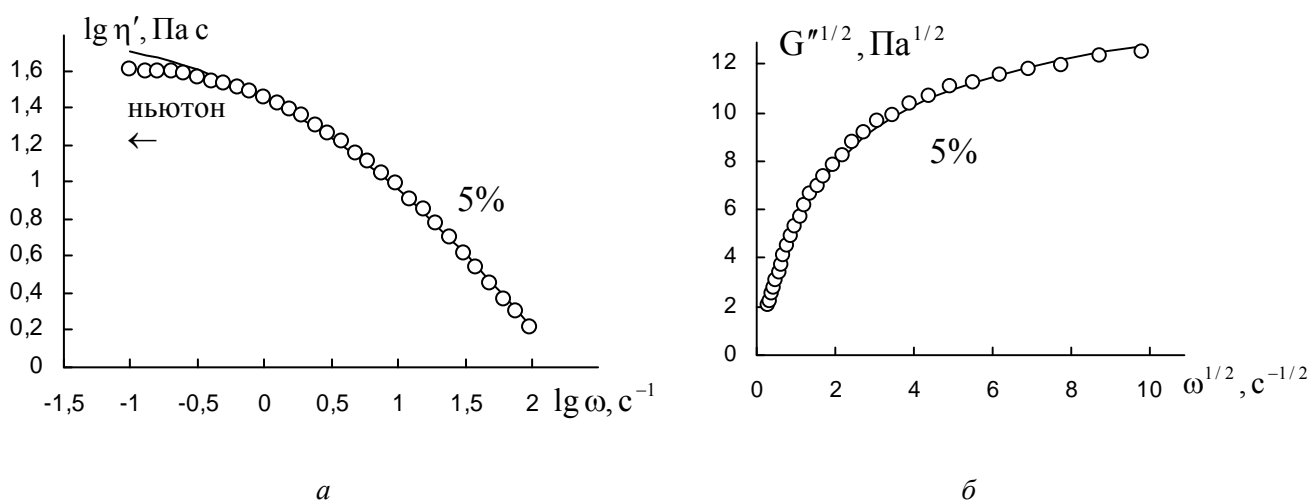 lg η′, Па с
1,6
1,4
1,2
1
0,8
0,6
0,4
0,2
0
ньютон
←
5%
-1,5 -1 -0,5 0 0,5 1 1,5 2
lg ω, с⁻¹
а
G″^{1/2}, Па^{1/2}
12
10
8
6
4
2
0
5%
0 2 4 6 8 10
ω^{1/2}, с^{−1/2}
б